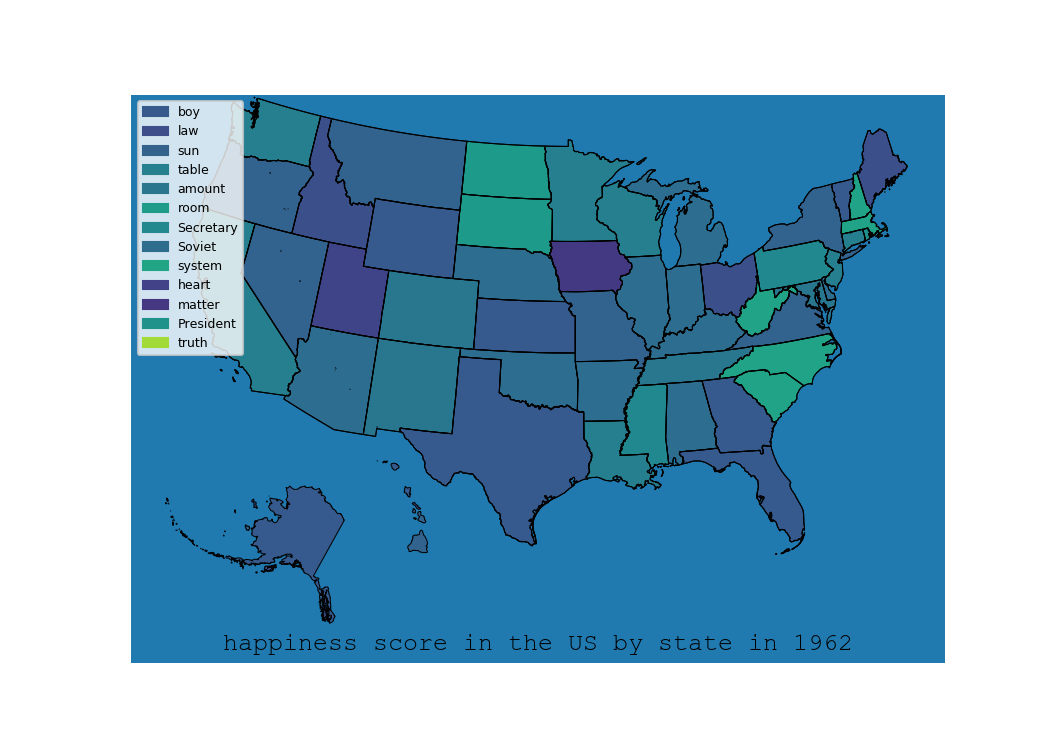 boy
law
sun
table
amount
room
Secretary
Soviet
system
heart
matter
President
truth
happiness score in the US by state in 1962